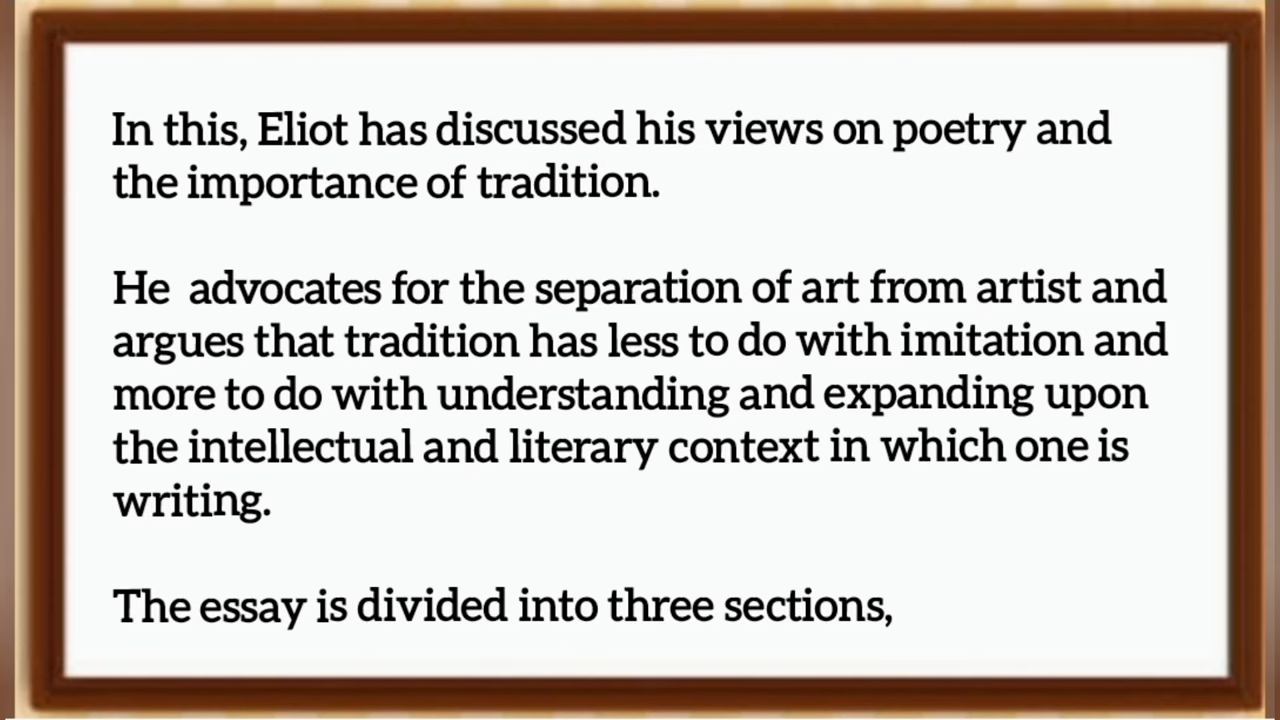 In this, Eliot has discussed his views on poetry and
the importance of tradition.
He advocates for the separation of art from artist and
argues that tradition has less to do with imitation and
more to do with understanding and expanding upon
the intellectual and literary context in which one is
writing.
The essay is divided into three sections,